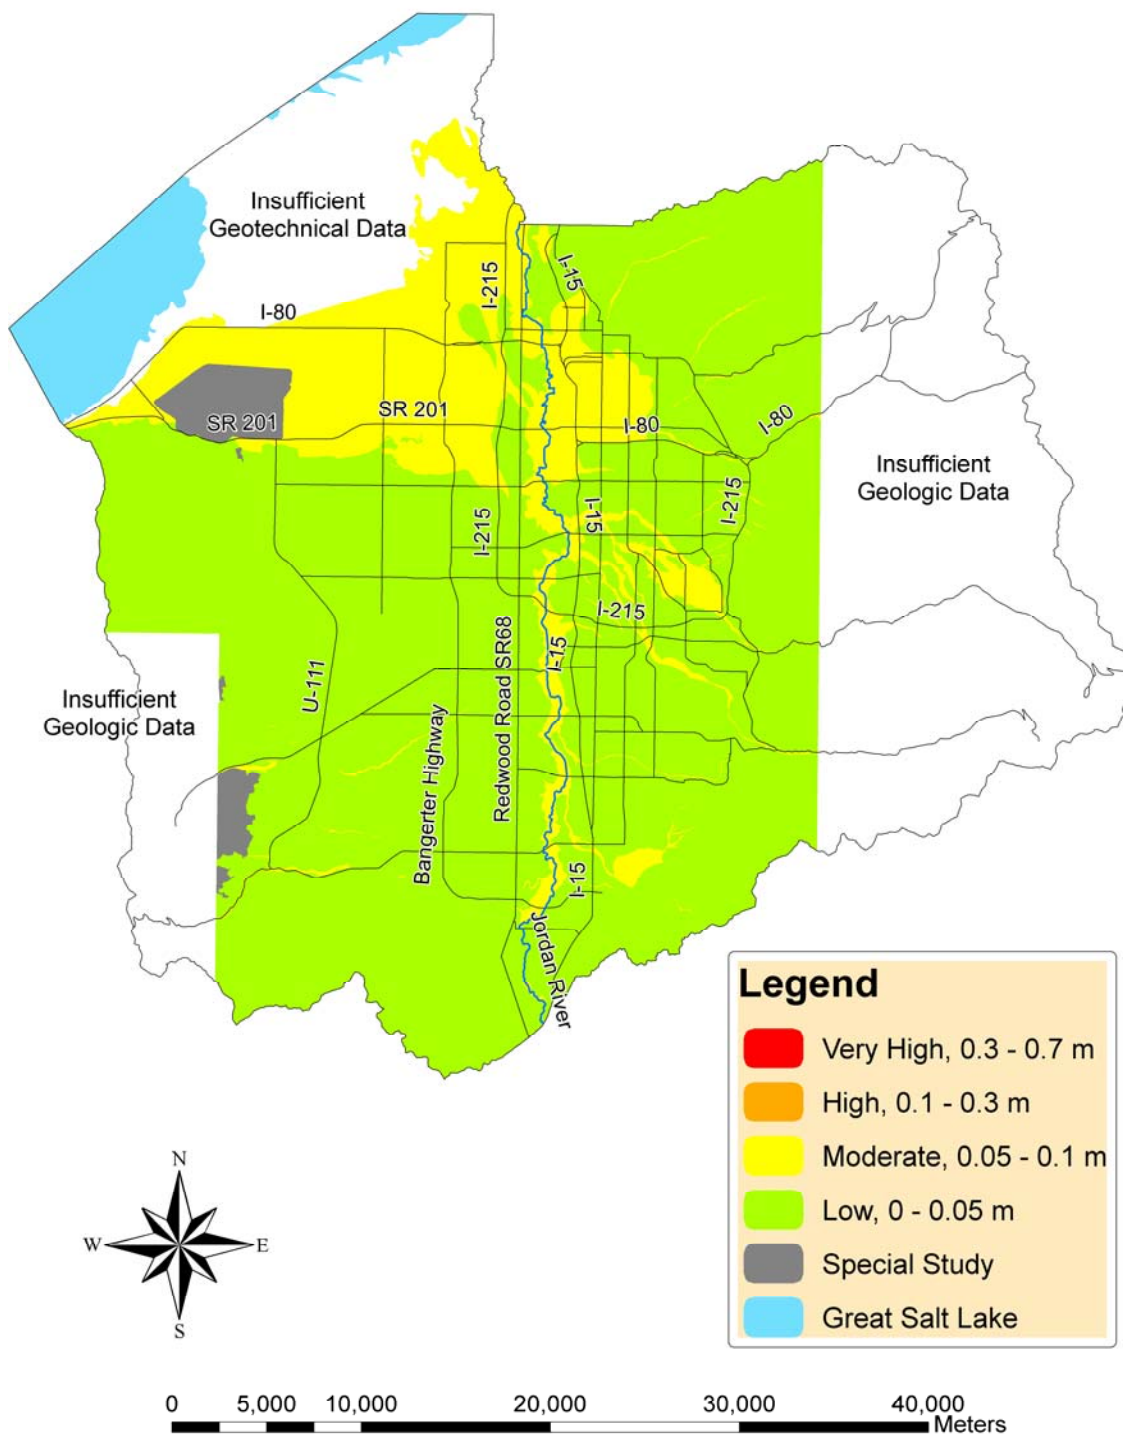 Insufficient
Geotechnical Data
I-80
I-215
I-15
SR 201
SR 201
I-80
I-80
Insufficient
Geologic Data
I-215
I-15
I-215
I-215
Redwood Road SR68
I-15
U-111
Insufficient
Geologic Data
Bangerter Highway
I-15
Jordan River
Legend
Very High, 0.3 - 0.7 m
High, 0.1 - 0.3 m
Moderate, 0.05 - 0.1 m
Low, 0 - 0.05 m
Special Study
Great Salt Lake
N
W E
S
0 5,000 10,000 20,000 30,000 40,000
Meters